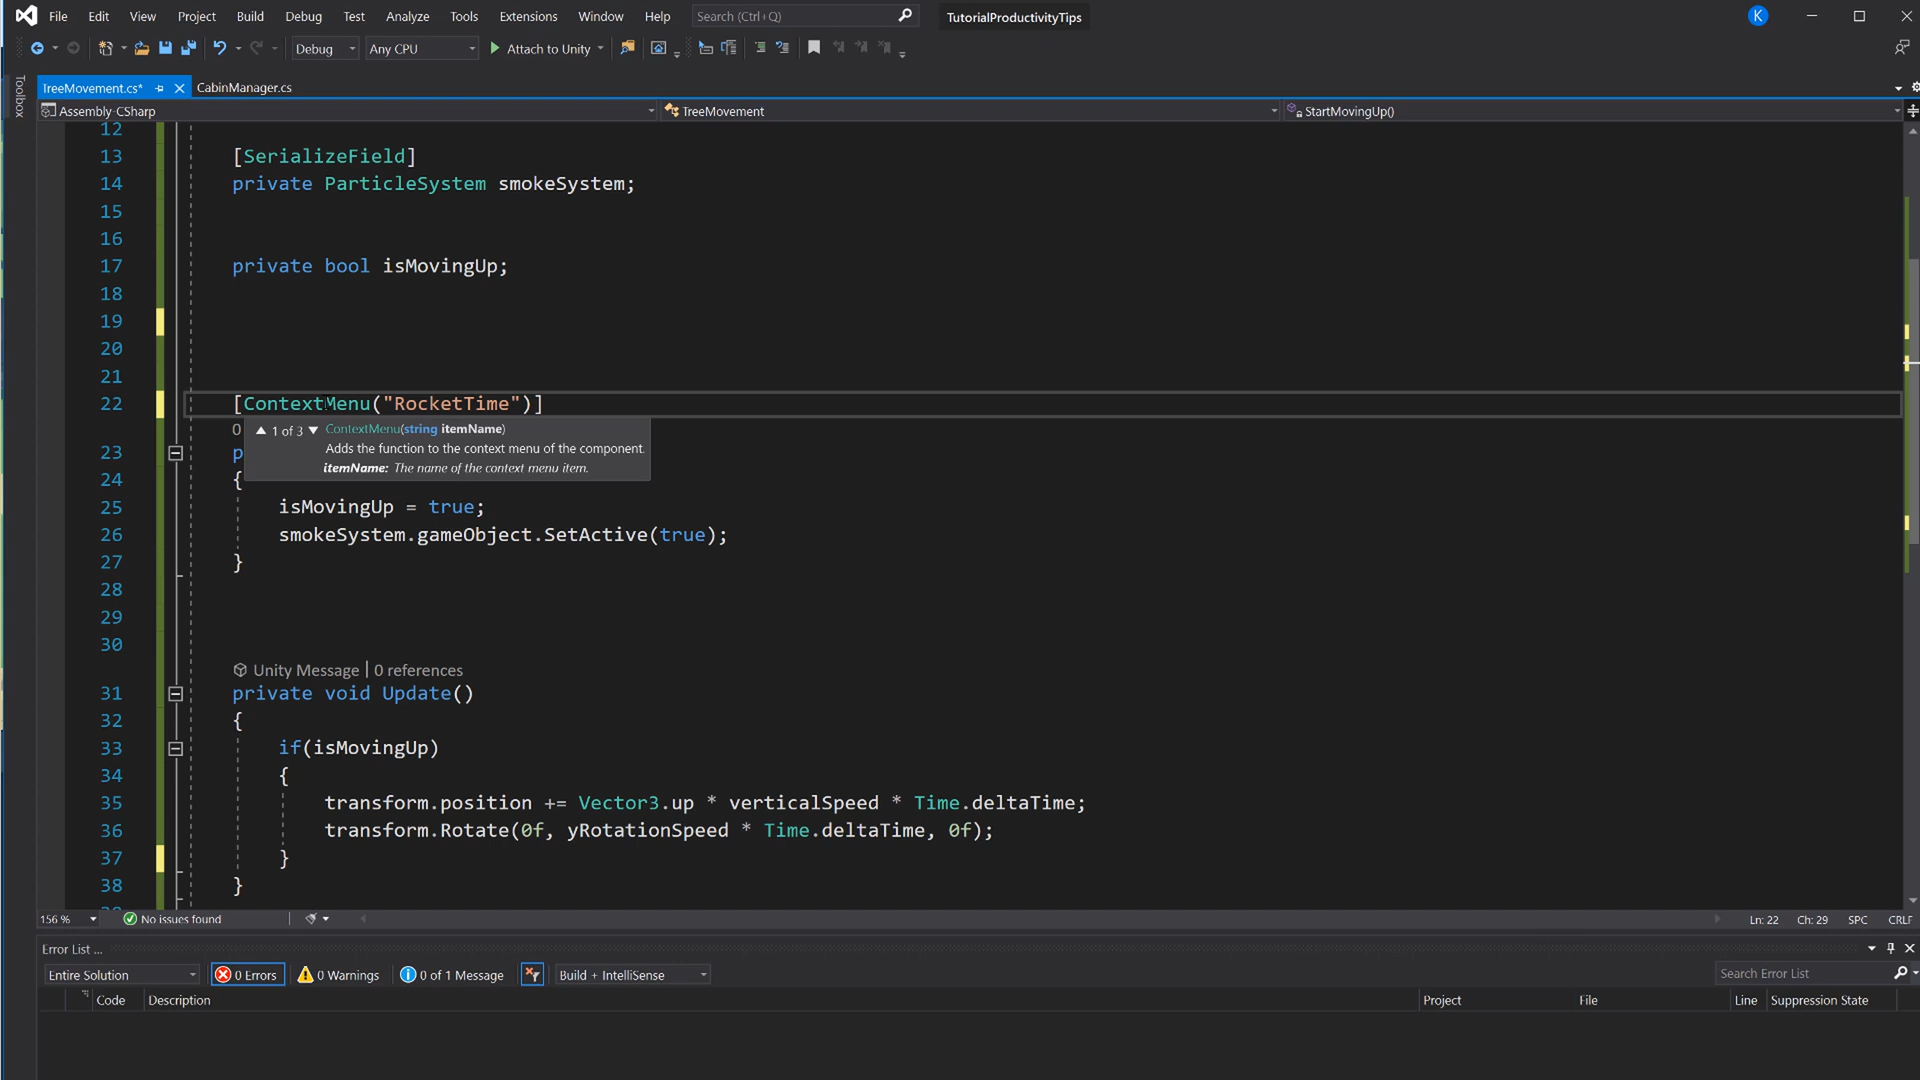 File Edit View Project Build Debug Test Analyze Tools Extensions Window Help Search (Ctrl+Q) TutorialProductivityTips K
Debug Any CPU Attach to Unity
Toolbox
TreeMovement.cs* CabinManager.cs
Assembly-CSharp TreeMovement StartMovingUp()
12
13 [SerializeField]
14 private ParticleSystem smokeSystem;
15
16
17 private bool isMovingUp;
18
19
20
21
22 [ContextMenu("RocketTime")]
0 1 of 3 ContextMenu(string itemName)
Adds the function to the context menu of the component.
23 p
itemName: The name of the context menu item.
24 {
25 isMovingUp = true;
26 smokeSystem.gameObject.SetActive(true);
27 }
28
29
30
Unity Message | 0 references
31 private void Update()
32 {
33 if(isMovingUp)
34 {
35 transform.position += Vector3.up * verticalSpeed * Time.deltaTime;
36 transform.Rotate(0f, yRotationSpeed * Time.deltaTime, 0f);
37 }
38 }
156 % No issues found Ln: 22 Ch: 29 SPC CRLF
Error List ...
Entire Solution 0 Errors 0 Warnings 0 of 1 Message Build + IntelliSense Search Error List
Code Description Project File Line Suppression State